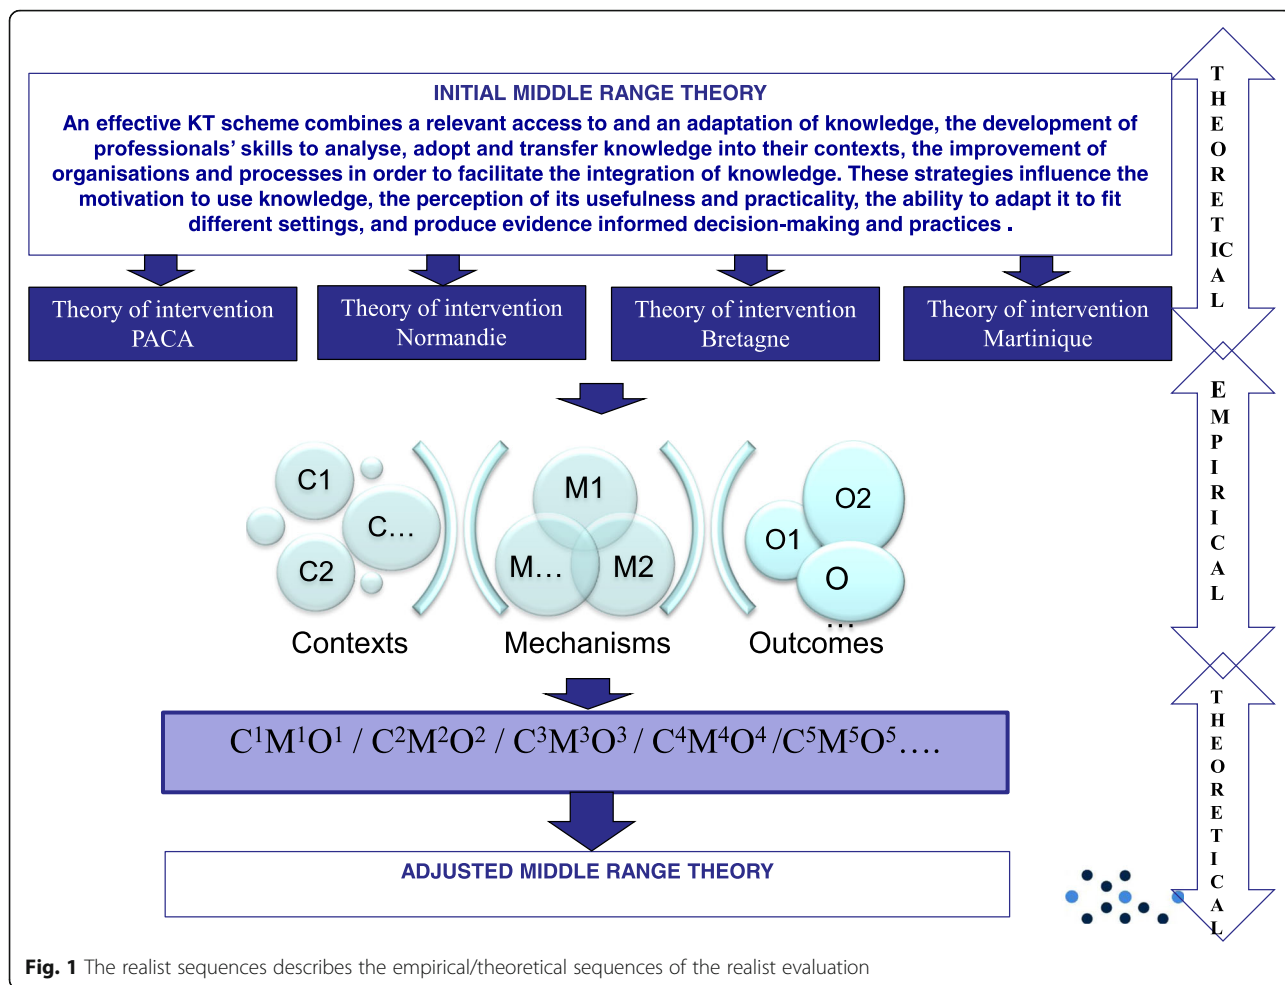 INITIAL MIDDLE RANGE THEORY
An effective KT scheme combines a relevant access to and an adaptation of knowledge, the development of
professionals’ skills to analyse, adopt and transfer knowledge into their contexts, the improvement of
organisations and processes in order to facilitate the integration of knowledge. These strategies influence the
motivation to use knowledge, the perception of its usefulness and practicality, the ability to adapt it to fit
different settings, and produce evidence informed decision-making and practices .
THEORETICAL
Theory of intervention
PACA
Theory of intervention
Normandie
Theory of intervention
Bretagne
Theory of intervention
Martinique
EMPIRICAL
C1
C…
C2
Contexts
M1
M…
M2
Mechanisms
O2
O1
O
…
Outcomes
C¹M¹O¹ / C²M²O² / C³M³O³ / C⁴M⁴O⁴ /C⁵M⁵O⁵….
THEORETICAL
ADJUSTED MIDDLE RANGE THEORY
Fig. 1 The realist sequences describes the empirical/theoretical sequences of the realist evaluation